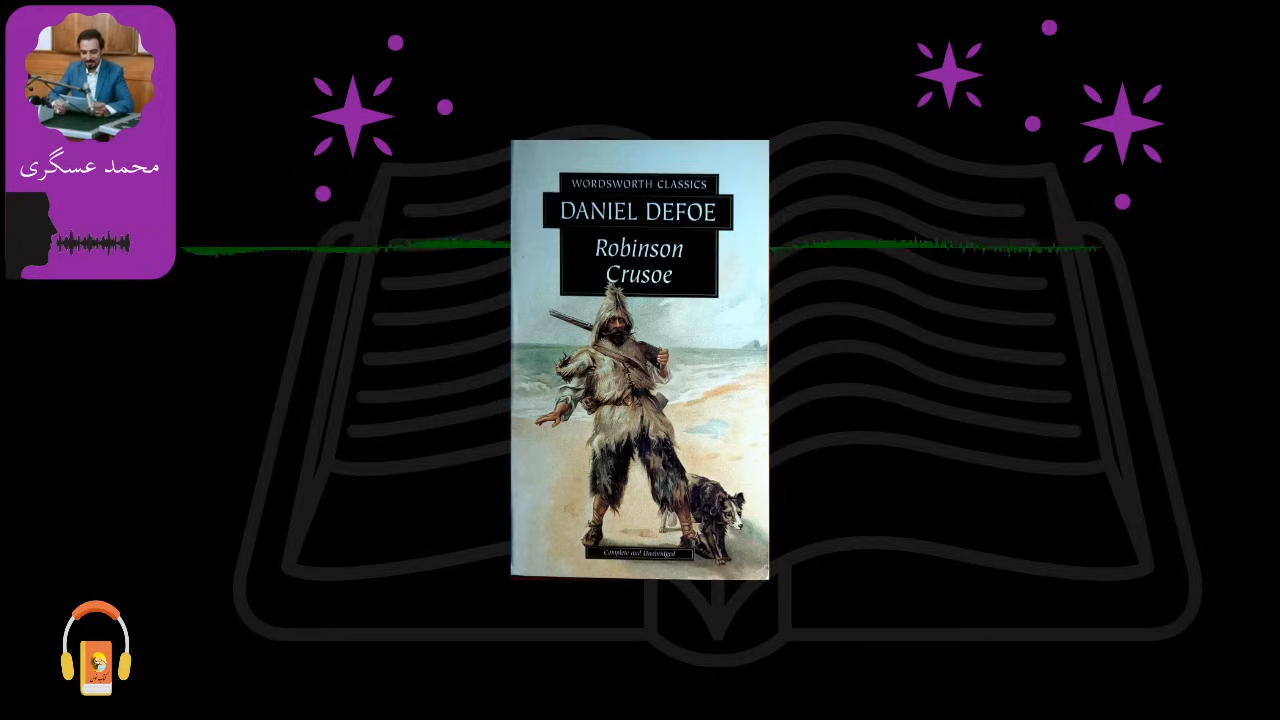 محمد عسگری
WORDSWORTH CLASSICS
DANIEL DEFOE
Robinson
Crusoe
Complete and Unabridged